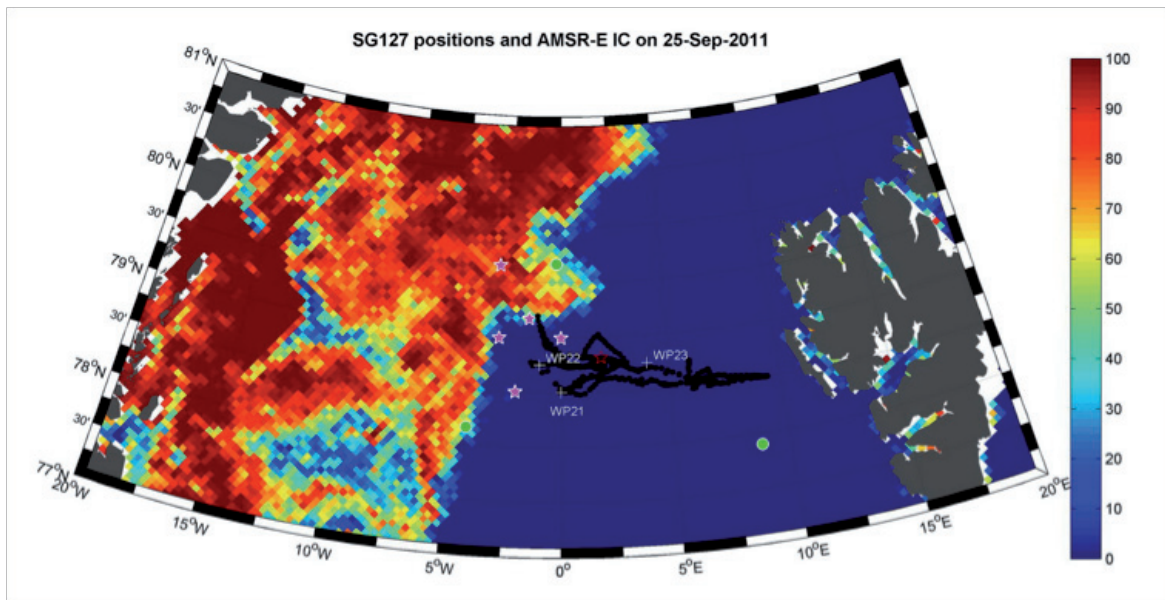 SG127 positions and AMSR-E IC on 25-Sep-2011
81°N
30'
80°N
30'
79°N
30'
78°N
30'
77°N
20°W
15°W
10°W
5°W
0°
5°E
10°E
15°E
20°E
WP22
WP23
WP21
100
90
80
70
60
50
40
30
20
10
0